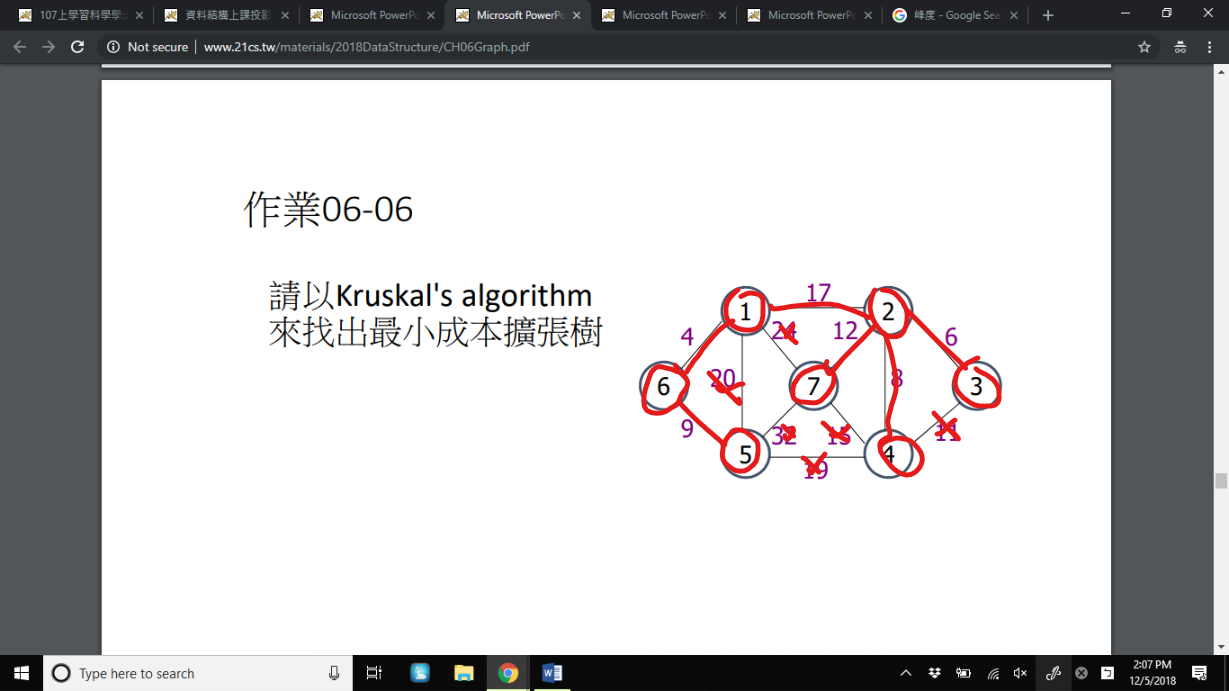 107上學習科學學
資料結構上課投影
Microsoft PowerPo
Microsoft PowerPo
Microsoft PowerPo
Microsoft PowerPo
峰度 - Google Sea
Not secure
www.21cs.tw/materials/2018DataStructure/CH06Graph.pdf
作業06-06
請以Kruskal's algorithm
來找出最小成本擴張樹
17
1
2
4
24
12
6
6
20
7
8
3
9
32
15
11
5
4
19
Type here to search
2:07 PM
12/5/2018